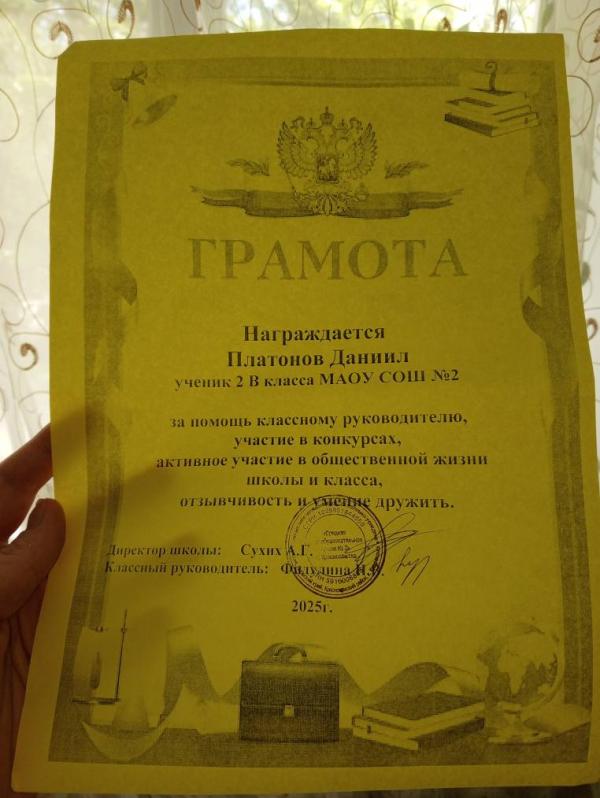 ГРАМОТА
Награждается
Платонов Даниил
ученик 2 В класса МАОУ СОШ №2
за помощь классному руководителю,
участие в конкурсах,
активное участие в общественной жизни
школы и класса,
отзывчивость и умение дружить.
Директор школы: Сухих А.Г.
Классный руководитель:
2025г.